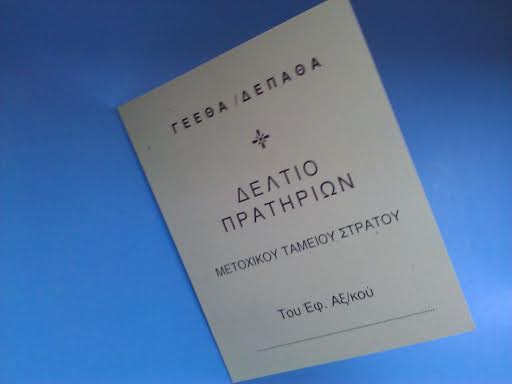 ΓΕΕΘΑ/ΔΕΠΑΘΑ
ΔΕΛΤΙΟ
ΠΡΑΤΗΡΙΩΝ
ΜΕΤΟΧΙΚΟΥ ΤΑΜΕΙΟΥ ΣΤΡΑΤΟΥ
Του Εφ. Αξ/κού